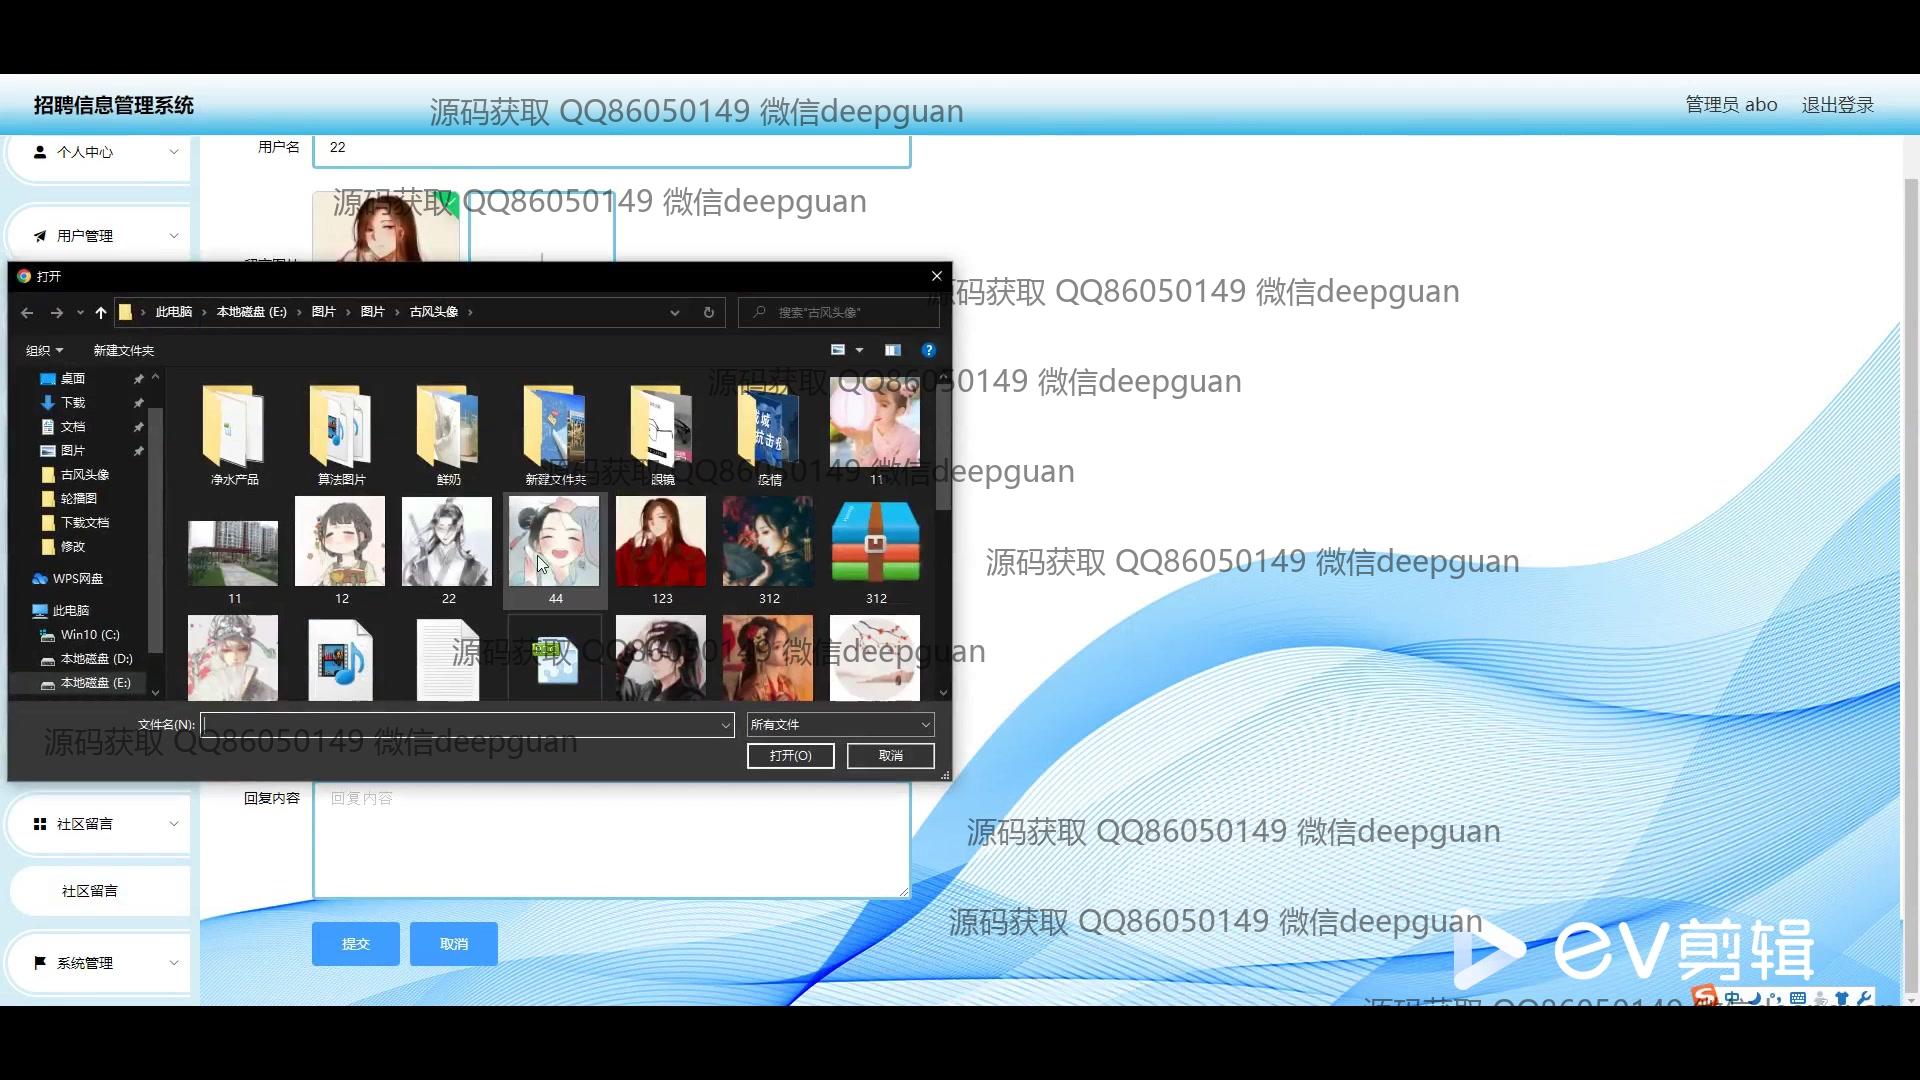 招聘信息管理系统
管理员 abo
退出登录
源码获取 QQ86050149 微信deepguan
个人中心
用户名
22
源码获取 QQ86050149 微信deepguan
用户管理
打开
源码获取 QQ86050149 微信deepguan
此电脑
本地磁盘 (E:)
图片
图片
古风头像
搜索"古风头像"
组织
新建文件夹
源码获取 QQ86050149 微信deepguan
桌面
下载
文档
图片
古风头像
轮播图
下载文档
修改
WPS网盘
此电脑
Win10 (C:)
本地磁盘 (D:)
本地磁盘 (E:)
净水产品
算法图片
鲜奶
新建文件夹
眼镜
疫情
11
源码获取 QQ86050149 微信deepguan
11
12
22
44
123
312
312
源码获取 QQ86050149 微信deepguan
源码获取 QQ86050149 微信deepguan
文件名(N):
所有文件
源码获取 QQ86050149 微信deepguan
打开(O)
取消
回复内容
回复内容
社区留言
源码获取 QQ86050149 微信deepguan
社区留言
源码获取 QQ86050149 微信deepguan
提交
取消
系统管理
EV剪辑
中